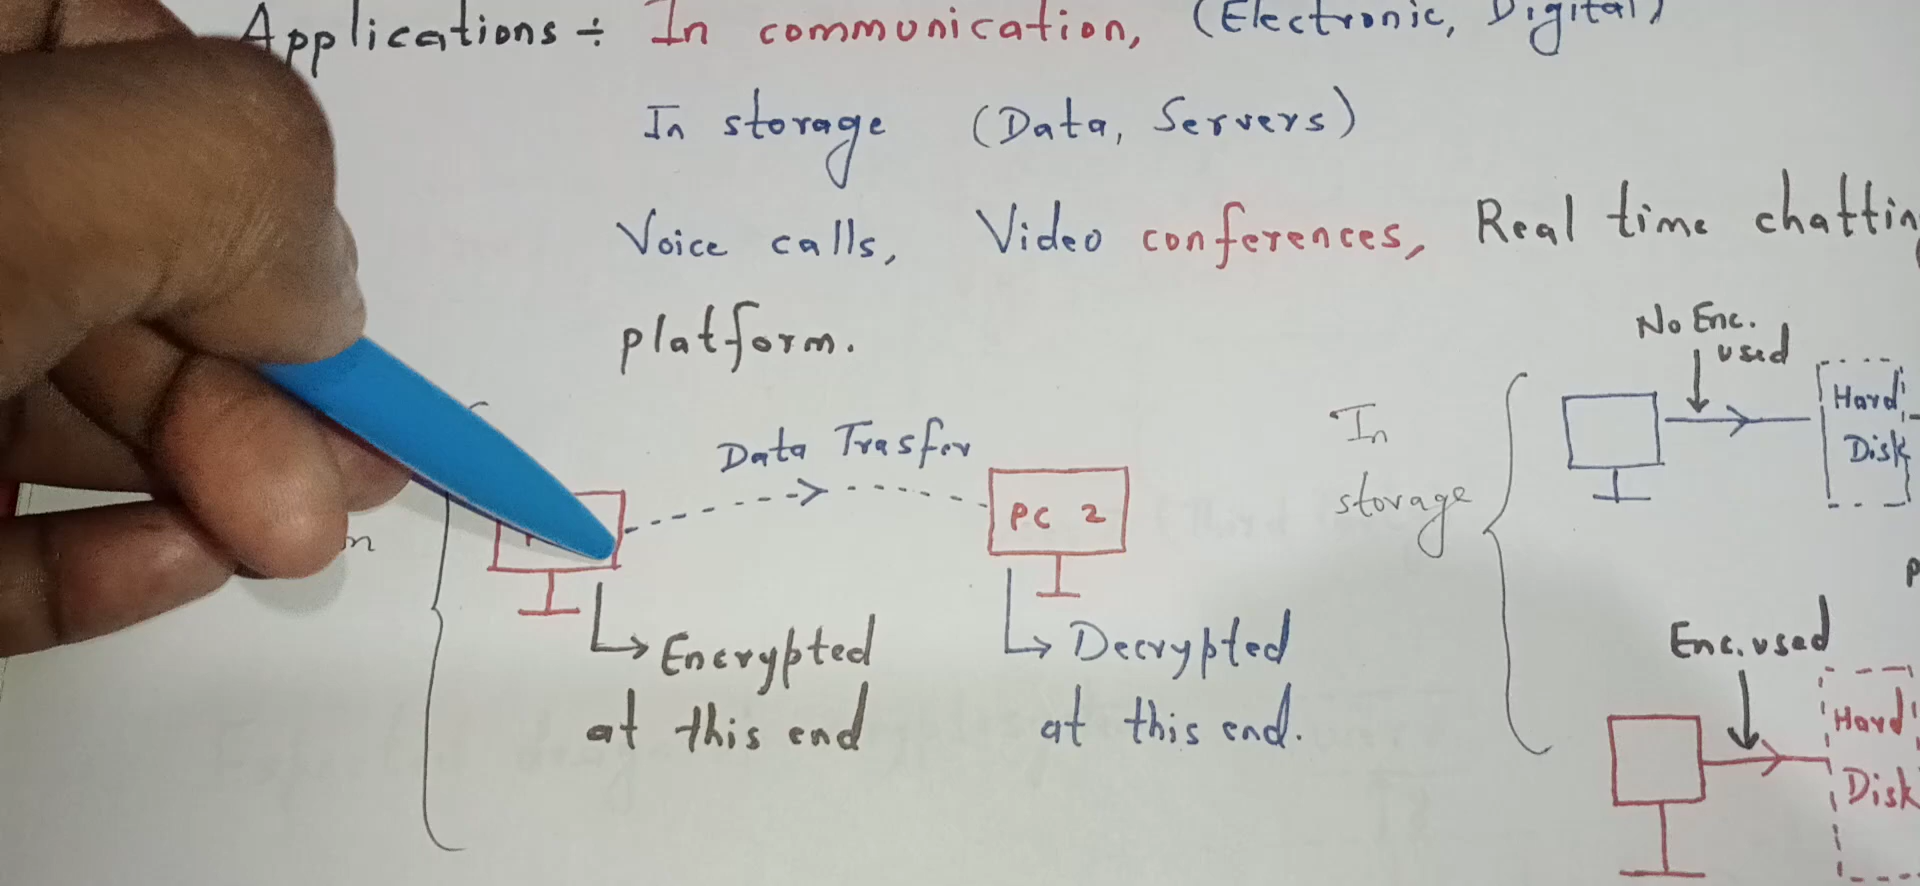 Applications ÷ In communication, (Electronic, Digital)
In storage (Data, Servers)
Voice calls, Video conferences, Real time chattin
platform.
No Enc.
used
Hard
Disk
In
storage
Data Trasfer
PC 2
Encrypted
at this end
Decrypted
at this end.
Enc. used
Hard
Disk